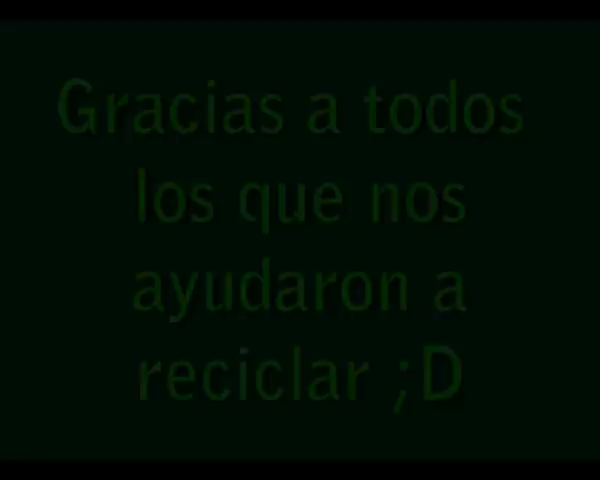 Gracias a todos
los que nos
ayudaron a
reciclar ;D